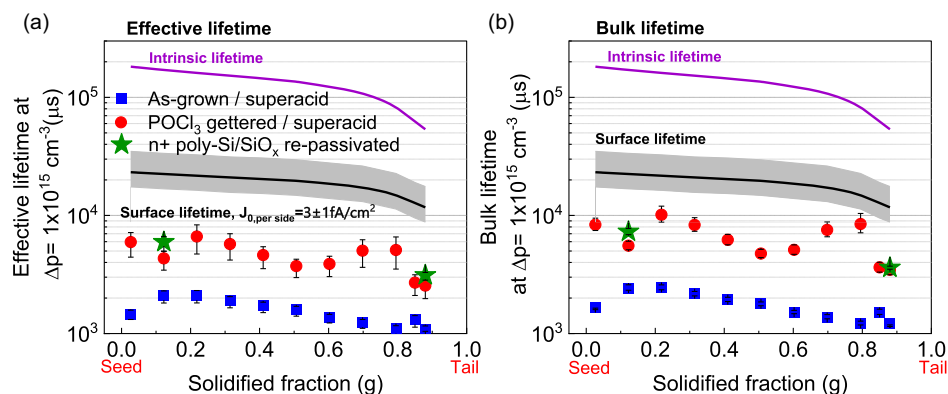 (a)
Effective lifetime
Intrinsic lifetime
As-grown / superacid
POCl₃ gettered / superacid
n+ poly-Si/SiOₓ re-passivated
Surface lifetime, J₀,per side=3±1fA/cm²
Effective lifetime at
Δp= 1x10¹⁵ cm⁻³(μs)
10⁵
10⁴
10³
0.0 0.2 0.4 0.6 0.8 1.0
Seed Tail
Solidified fraction (g)
(b)
Bulk lifetime
Intrinsic lifetime
Surface lifetime
Bulk lifetime
at Δp= 1x10¹⁵ cm⁻³ (μs)
10⁵
10⁴
10³
0.0 0.2 0.4 0.6 0.8 1.0
Seed Tail
Solidified fraction (g)